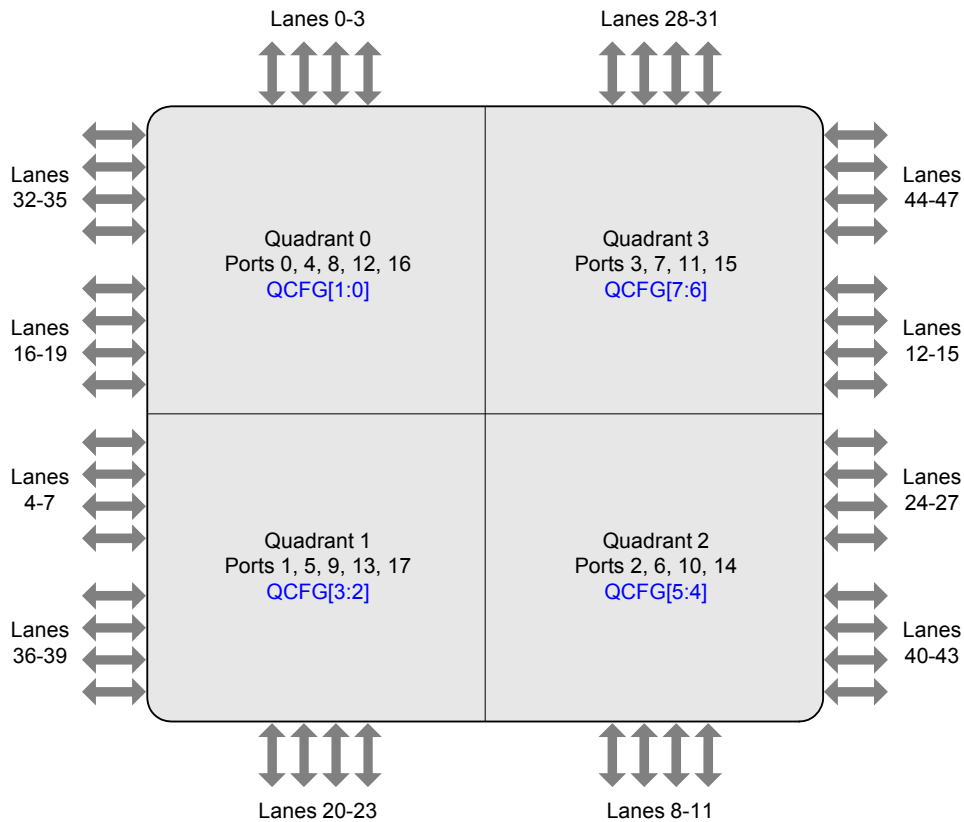 Lanes 0-3
Lanes 28-31
Lanes
32-35
Lanes
44-47
Quadrant 0
Ports 0, 4, 8, 12, 16
QCFG[1:0]
Quadrant 3
Ports 3, 7, 11, 15
QCFG[7:6]
Lanes
16-19
Lanes
12-15
Lanes
4-7
Lanes
24-27
Quadrant 1
Ports 1, 5, 9, 13, 17
QCFG[3:2]
Quadrant 2
Ports 2, 6, 10, 14
QCFG[5:4]
Lanes
36-39
Lanes
40-43
Lanes 20-23
Lanes 8-11